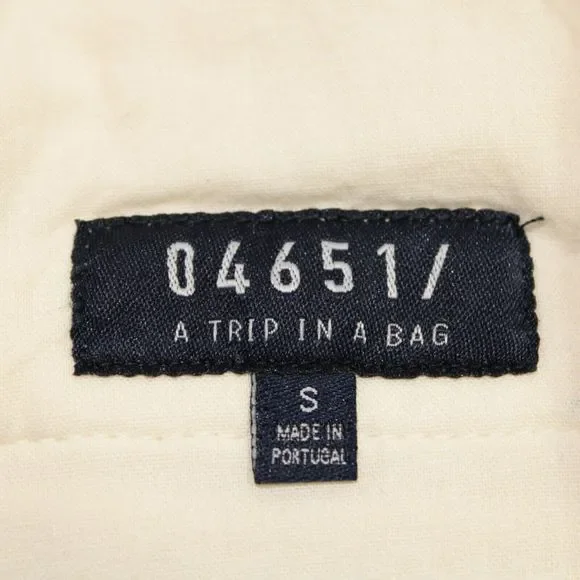 04651/
A TRIP IN A BAG
S
MADE IN
PORTUGAL